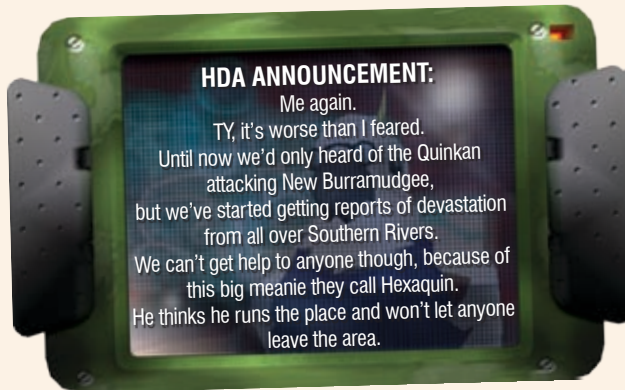 HDA ANNOUNCEMENT:
Me again.
TY, it's worse than I feared.
Until now we'd only heard of the Quinkan
attacking New Burramudgee,
but we've started getting reports of devastation
from all over Southern Rivers.
We can't get help to anyone though, because of
this big meanie they call Hexaquin.
He thinks he runs the place and won't let anyone
leave the area.